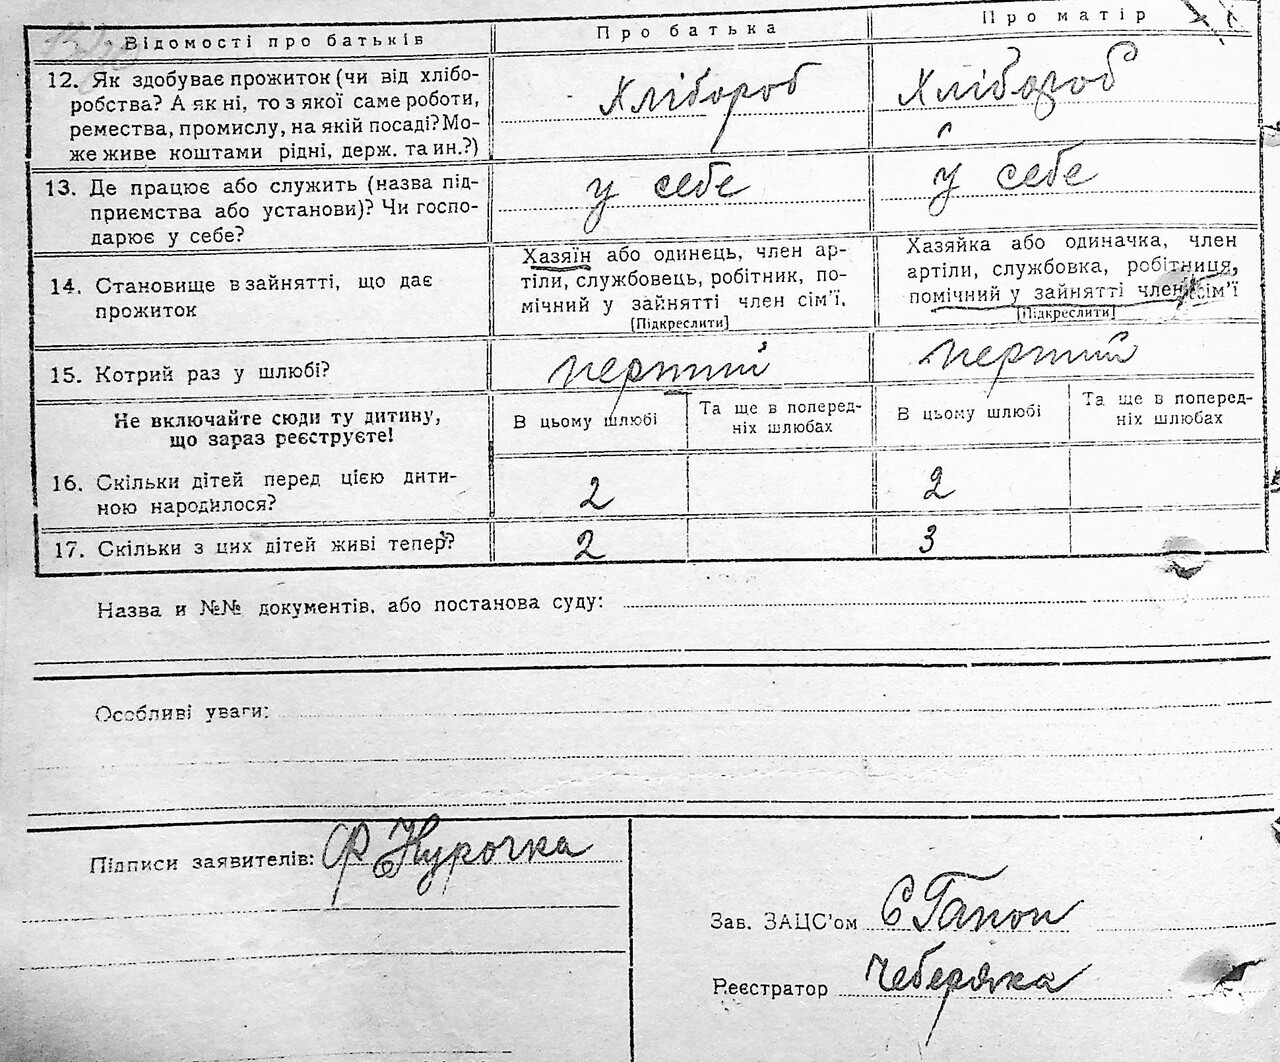 Відомості про батьків
Про батька
Про матір
12. Як здобуває прожиток (чи від хлібо-
робства? А як ні, то з якої саме роботи,
ремества, промислу, на якій посаді? Мо-
же живе коштами рідні, держ. та ин.?)
Хлібороб
Хлібороб
13. Де працює або служить (назва під-
приємства або установи)? Чи госпо-
дарює у себе?
у себе
у себе
14. Становище в зайнятті, що дає
прожиток
Хазяїн або одинець, член ар-
тіли, службовець, робітник, по-
мічний у зайнятті член сім'ї.
[Підкреслити]
Хазяйка або одиначка, член
артіли, службовка, робітниця,
помічний у зайнятті член сім'ї
[Підкреслити]
15. Котрий раз у шлюбі?
перший
перший
Не включайте сюди ту дитину,
що зараз реєструєте!
В цьому шлюбі
Та ще в поперед-
ніх шлюбах
В цьому шлюбі
Та ще в поперед-
ніх шлюбах
16. Скільки дітей перед цією дити-
ною народилося?
2
2
17. Скільки з цих дітей живі тепер?
2
3
Назва и №№ документів, або постанова суду:
Особливі уваги:
Підписи заявителів: Ф Курочка
Зав. ЗАЦС'ом Є Гапон
Реєстратор Чеберяка